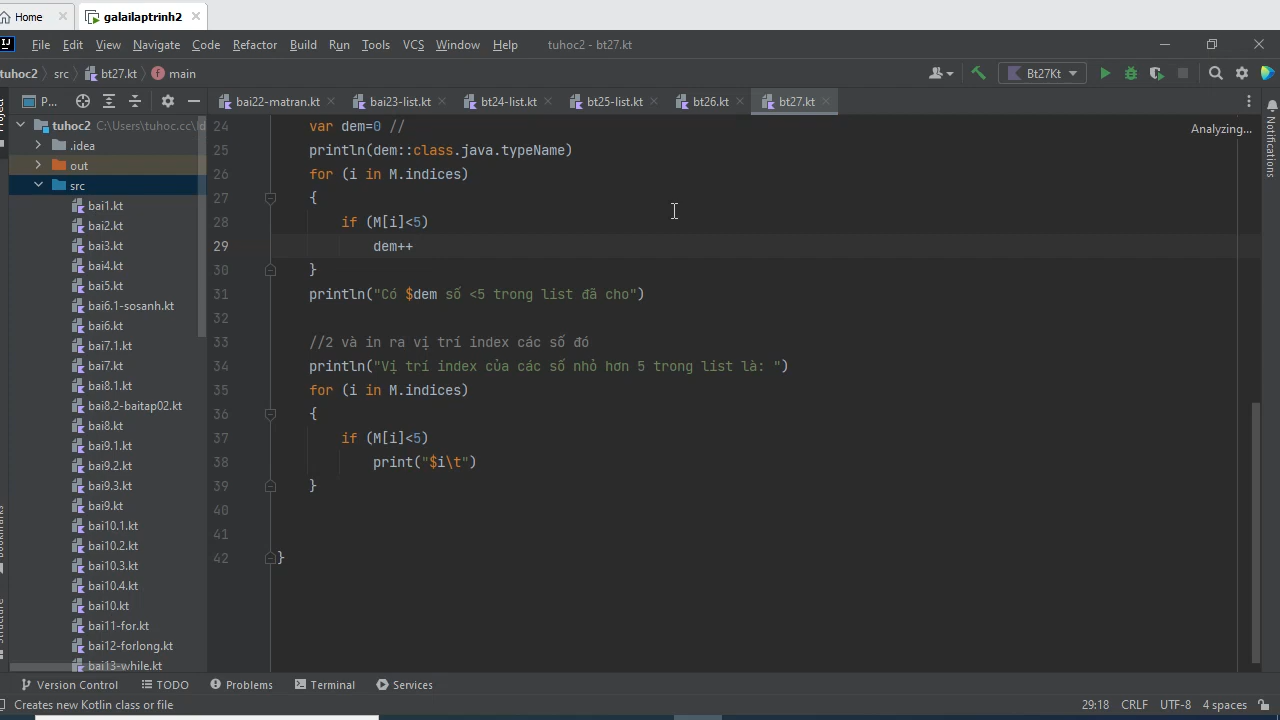 Home
galailaptrinh2
File Edit View Navigate Code Refactor Build Run Tools VCS Window Help tuhoc2 - bt27.kt
tuhoc2 src bt27.kt main
Bt27Kt
P...
bai22-matran.kt bai23-list.kt bt24-list.kt bt25-list.kt bt26.kt bt27.kt
Project
Notifications
Analyzing...
tuhoc2 C:\Users\tuhoc.cc\Id
.idea
out
src
bai1.kt
bai2.kt
bai3.kt
bai4.kt
bai5.kt
bai6.1-sosanh.kt
bai6.kt
bai7.1.kt
bai7.kt
bai8.1.kt
bai8.2-baitap02.kt
bai8.kt
bai9.1.kt
bai9.2.kt
bai9.3.kt
bai9.kt
bai10.1.kt
bai10.2.kt
bai10.3.kt
bai10.4.kt
bai10.kt
bai11-for.kt
bai12-forlong.kt
bai13-while.kt
24 var dem=0 //
25 println(dem::class.java.typeName)
26 for (i in M.indices)
27 {
28 if (M[i]<5)
29 dem++
30 }
31 println("Có $dem số <5 trong list đã cho")
32
33 //2 và in ra vị trí index các số đó
34 println("Vị trí index của các số nhỏ hơn 5 trong list là: ")
35 for (i in M.indices)
36 {
37 if (M[i]<5)
38 print("$i\t")
39 }
40
41
42 }
Bookmarks
Structure
Version Control TODO Problems Terminal Services
Creates new Kotlin class or file
29:18 CRLF UTF-8 4 spaces